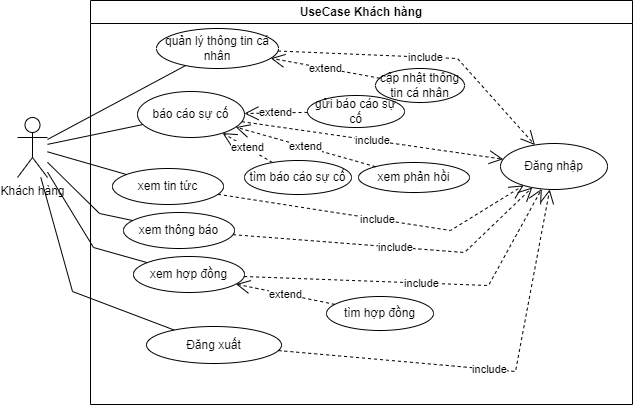 UseCase Khách hàng
quản lý thông tin cá
nhân
include
extend
cập nhật thông
tin cá nhân
báo cáo sự cố
extend
gửi báo cáo sự
cố
include
extend
extend
Đăng nhập
Khách hàng
xem tin tức
tìm báo cáo sự cố
xem phản hồi
include
xem thông báo
include
xem hợp đồng
include
extend
tìm hợp đồng
Đăng xuất
include